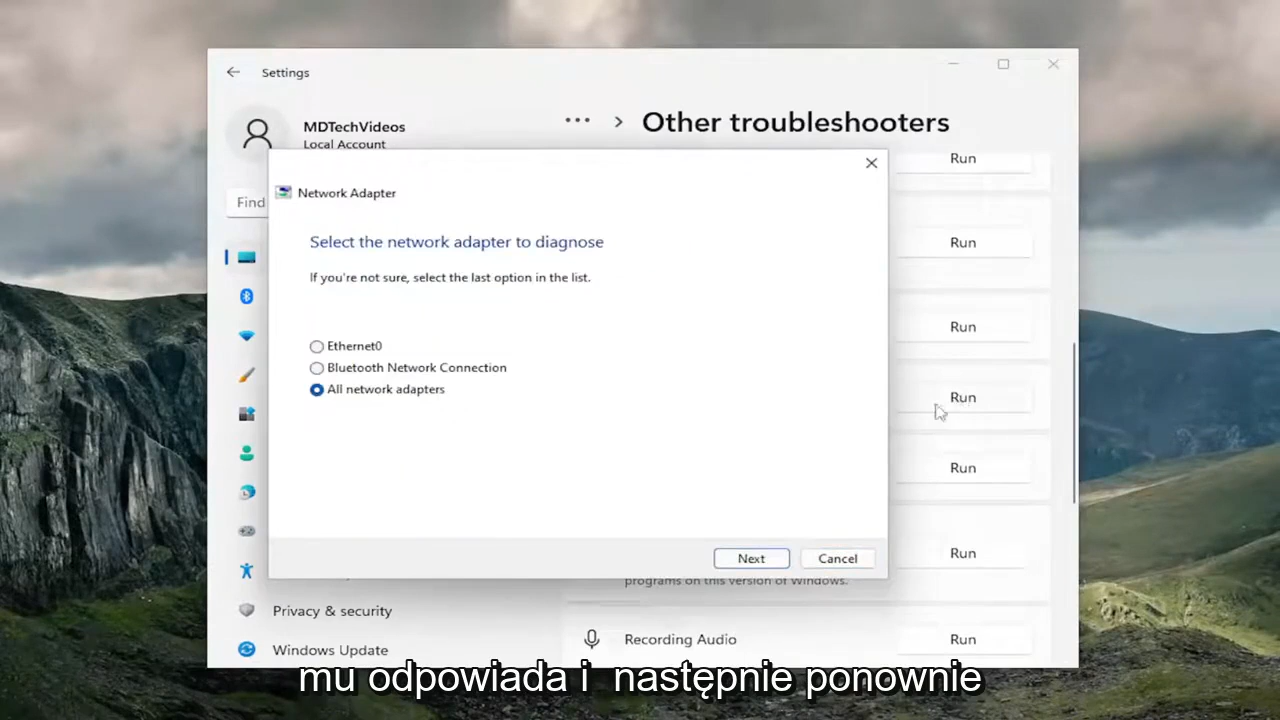 Settings
MDTechVideos
Local Account
Other troubleshooters
Find
Network Adapter
Select the network adapter to diagnose
If you're not sure, select the last option in the list.
Ethernet0
Bluetooth Network Connection
All network adapters
Next
Cancel
Run
Run
Run
Run
Run
Run
programs on this version of Windows.
Privacy & security
Recording Audio
Run
Windows Update
mu odpowiada i następnie ponownie